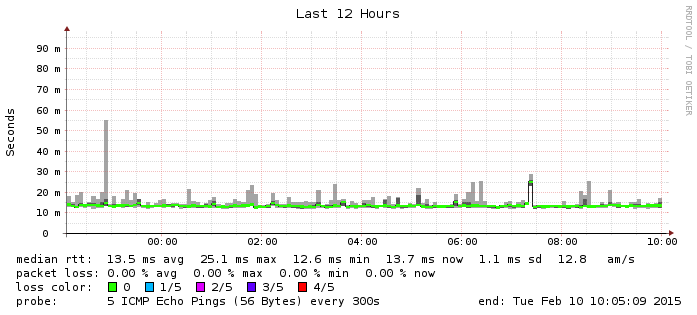 Last 12 Hours
RRDTOOL / TOBI OETIKER
Seconds
90 m
80 m
70 m
60 m
50 m
40 m
30 m
20 m
10 m
0
00:00 02:00 04:00 06:00 08:00 10:00
median rtt: 13.5 ms avg 25.1 ms max 12.6 ms min 13.7 ms now 1.1 ms sd 12.8 am/s
packet loss: 0.00 % avg 0.00 % max 0.00 % min 0.00 % now
loss color: 0 1/5 2/5 3/5 4/5
probe: 5 ICMP Echo Pings (56 Bytes) every 300s end: Tue Feb 10 10:05:09 2015